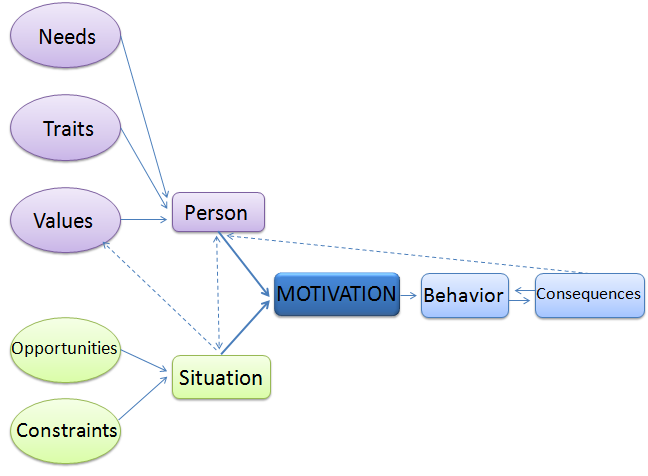 Needs
Traits
Values
Person
MOTIVATION
Behavior
Consequences
Opportunities
Situation
Constraints